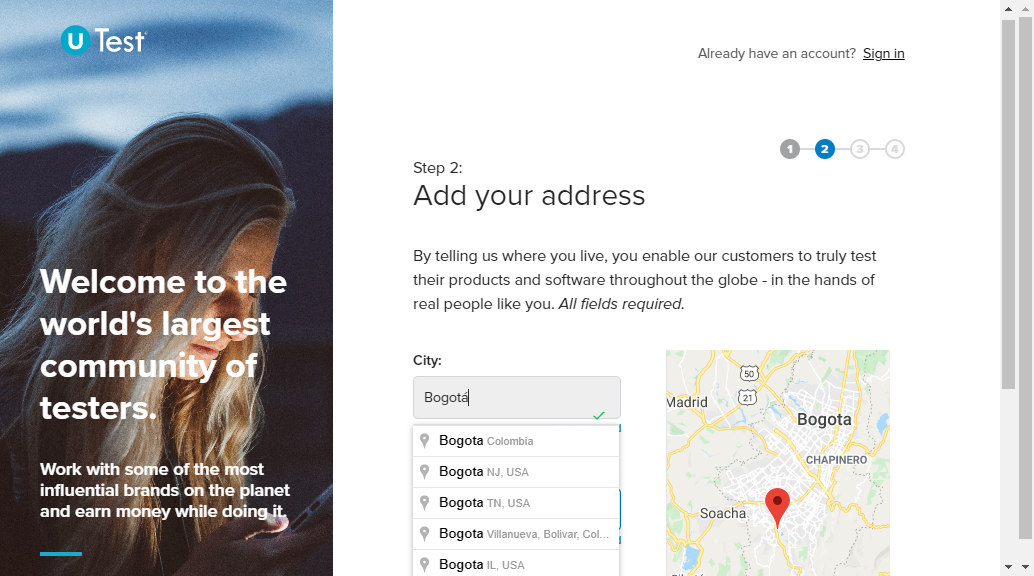 U Test
Already have an account? Sign in
1 2 3 4
Step 2:
Add your address
By telling us where you live, you enable our customers to truly test
their products and software throughout the globe - in the hands of
real people like you. All fields required.
Welcome to the
world's largest
community of
testers.
Work with some of the most
influential brands on the planet
and earn money while doing it.
City:
Bogotá
Bogota Colombia
Bogota NJ, USA
Bogota TN, USA
Bogota Villanueva, Bolivar, Col...
Bogota IL, USA
50
21
Madrid
Bogota
CHAPINERO
Soacha